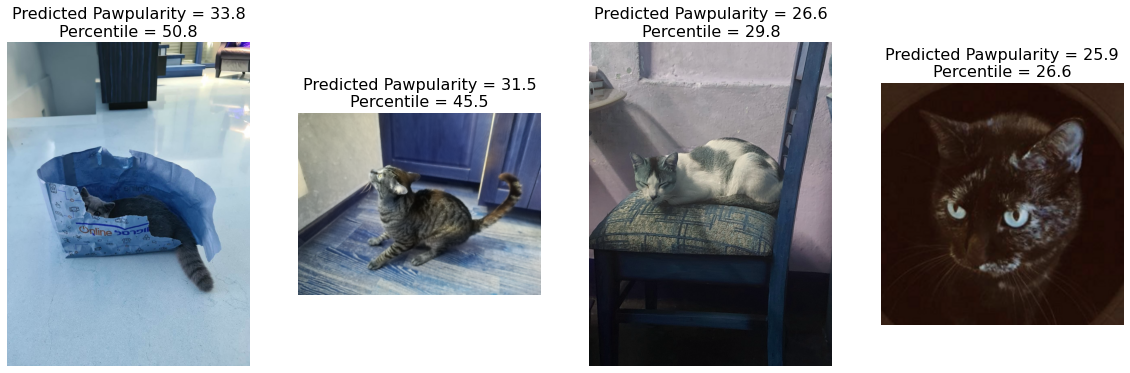 Predicted Pawpularity = 33.8
Percentile = 50.8
Predicted Pawpularity = 31.5
Percentile = 45.5
Predicted Pawpularity = 26.6
Percentile = 29.8
Predicted Pawpularity = 25.9
Percentile = 26.6
Online